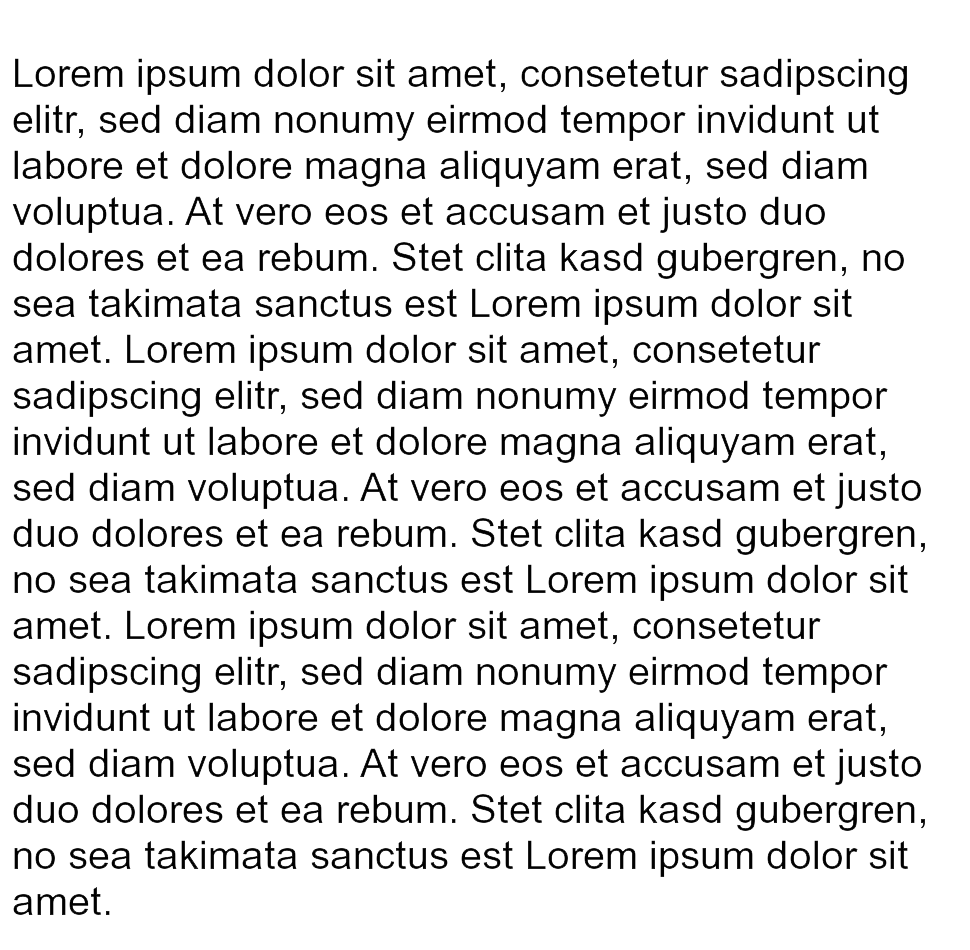 Lorem ipsum dolor sit amet, consetetur sadipscing
elitr, sed diam nonumy eirmod tempor invidunt ut
labore et dolore magna aliquyam erat, sed diam
voluptua. At vero eos et accusam et justo duo
dolores et ea rebum. Stet clita kasd gubergren, no
sea takimata sanctus est Lorem ipsum dolor sit
amet. Lorem ipsum dolor sit amet, consetetur
sadipscing elitr, sed diam nonumy eirmod tempor
invidunt ut labore et dolore magna aliquyam erat,
sed diam voluptua. At vero eos et accusam et justo
duo dolores et ea rebum. Stet clita kasd gubergren,
no sea takimata sanctus est Lorem ipsum dolor sit
amet. Lorem ipsum dolor sit amet, consetetur
sadipscing elitr, sed diam nonumy eirmod tempor
invidunt ut labore et dolore magna aliquyam erat,
sed diam voluptua. At vero eos et accusam et justo
duo dolores et ea rebum. Stet clita kasd gubergren,
no sea takimata sanctus est Lorem ipsum dolor sit
amet.